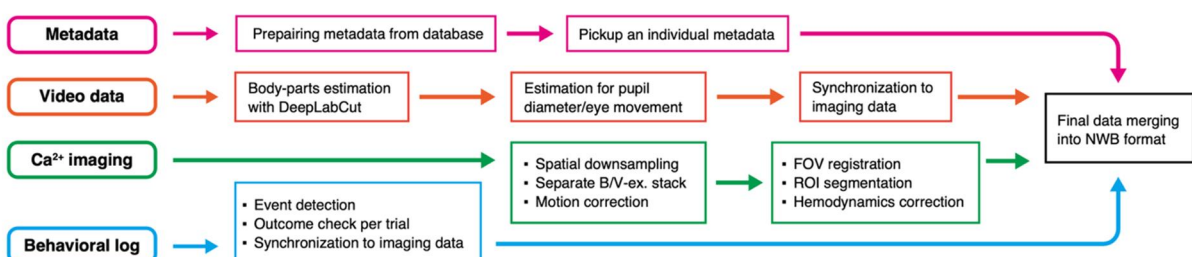 Metadata
Prepairing metadata from database
Pickup an individual metadata
Video data
Body-parts estimation
with DeepLabCut
Estimation for pupil
diameter/eye movement
Synchronization to
imaging data
Final data merging
into NWB format
Ca²⁺ imaging
▪ Spatial downsampling
▪ Separate B/V-ex. stack
▪ Motion correction
▪ FOV registration
▪ ROI segmentation
▪ Hemodynamics correction
Behavioral log
▪ Event detection
▪ Outcome check per trial
▪ Synchronization to imaging data